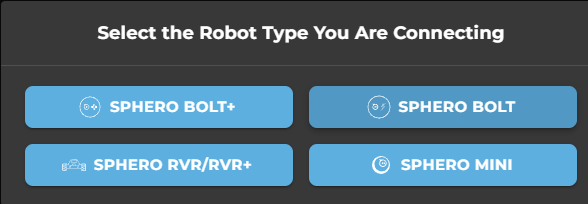 Select the Robot Type You Are Connecting
SPHERO BOLT+
SPHERO BOLT
SPHERO RVR/RVR+
SPHERO MINI